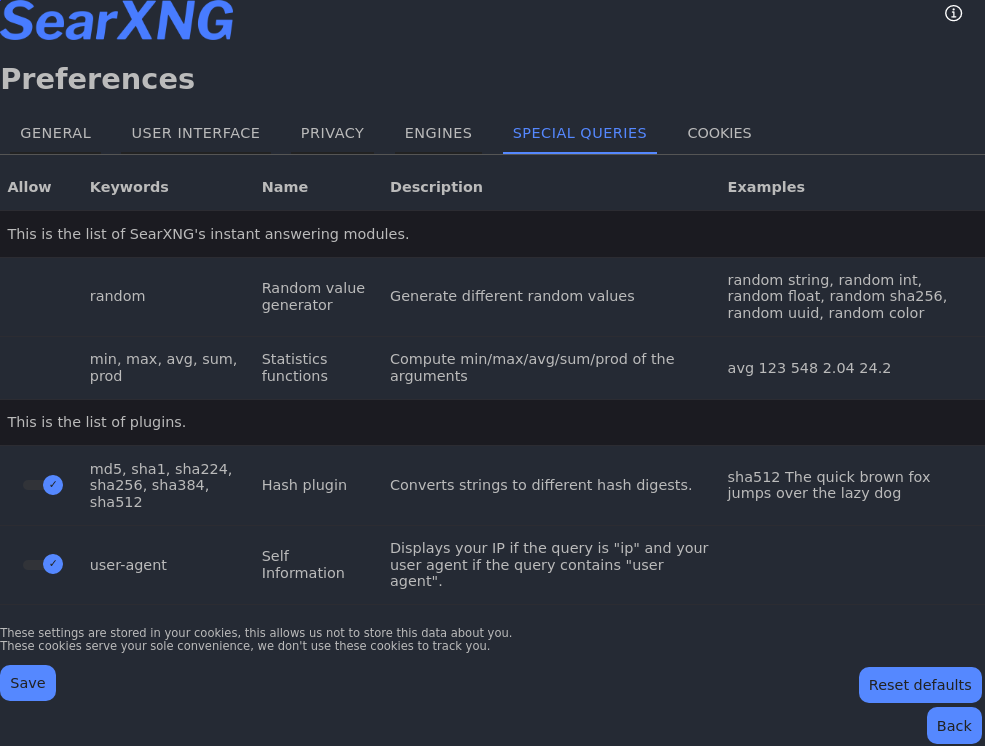 SearXNG
Preferences
GENERAL USER INTERFACE PRIVACY ENGINES SPECIAL QUERIES COOKIES
Allow Keywords Name Description Examples
This is the list of SearXNG's instant answering modules.
random
Random value
generator
Generate different random values
random string, random int,
random float, random sha256,
random uuid, random color
min, max, avg, sum,
prod
Statistics
functions
Compute min/max/avg/sum/prod of the
arguments
avg 123 548 2.04 24.2
This is the list of plugins.
md5, sha1, sha224,
sha256, sha384,
sha512
Hash plugin
Converts strings to different hash digests.
sha512 The quick brown fox
jumps over the lazy dog
user-agent
Self
Information
Displays your IP if the query is "ip" and your
user agent if the query contains "user
agent".
These settings are stored in your cookies, this allows us not to store this data about you.
These cookies serve your sole convenience, we don't use these cookies to track you.
Save
Reset defaults
Back